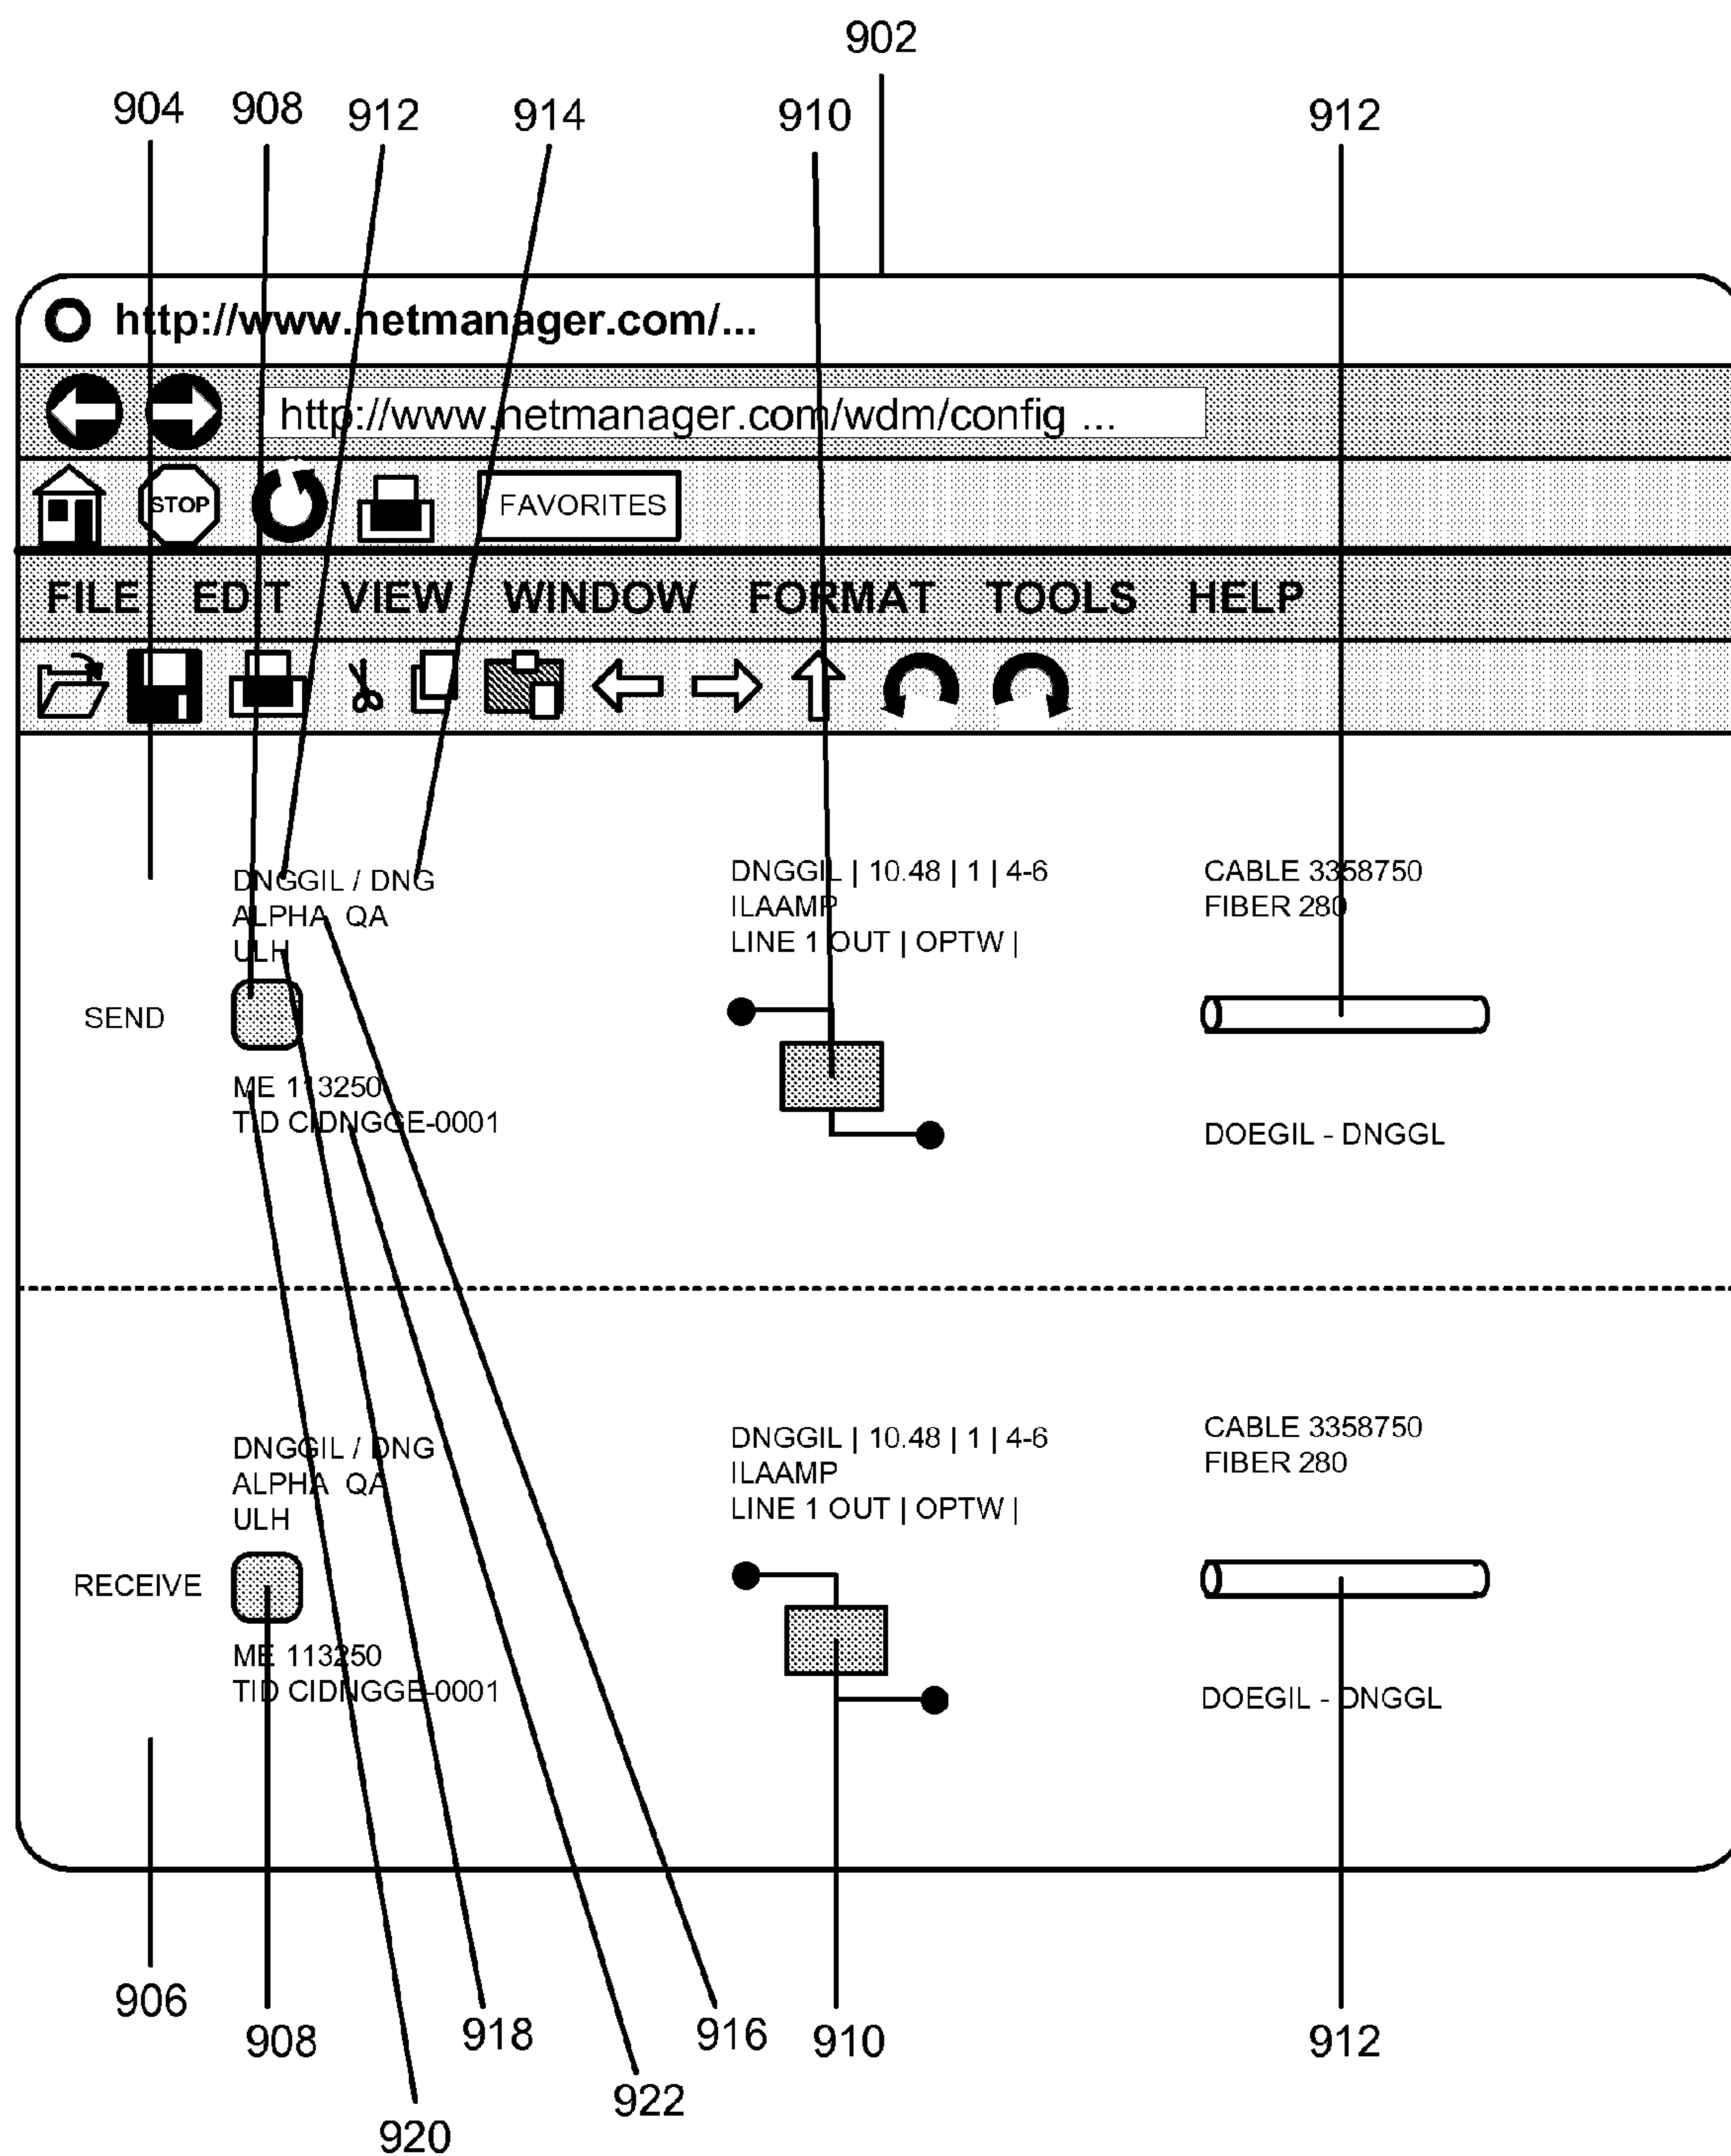 902
904 908 912 914 910 912
http://www.netmanager.com/...
http://www.netmanager.com/wdm/config ...
STOP FAVORITES
FILE EDIT VIEW WINDOW FORMAT TOOLS HELP
DNGGIL / DNG
ALPHA QA
ULH
DNGGIL | 10.48 | 1 | 4-6
ILAAMP
LINE 1 OUT | OPTW |
CABLE 3358750
FIBER 280
SEND
ME 113250
TID CIDNGGE-0001
DOEGIL - DNGGL
DNGGIL / DNG
ALPHA QA
ULH
DNGGIL | 10.48 | 1 | 4-6
ILAAMP
LINE 1 OUT | OPTW |
CABLE 3358750
FIBER 280
RECEIVE
ME 113250
TID CIDNGGE-0001
DOEGIL - DNGGL
906
908 918 916 910 912
922
920